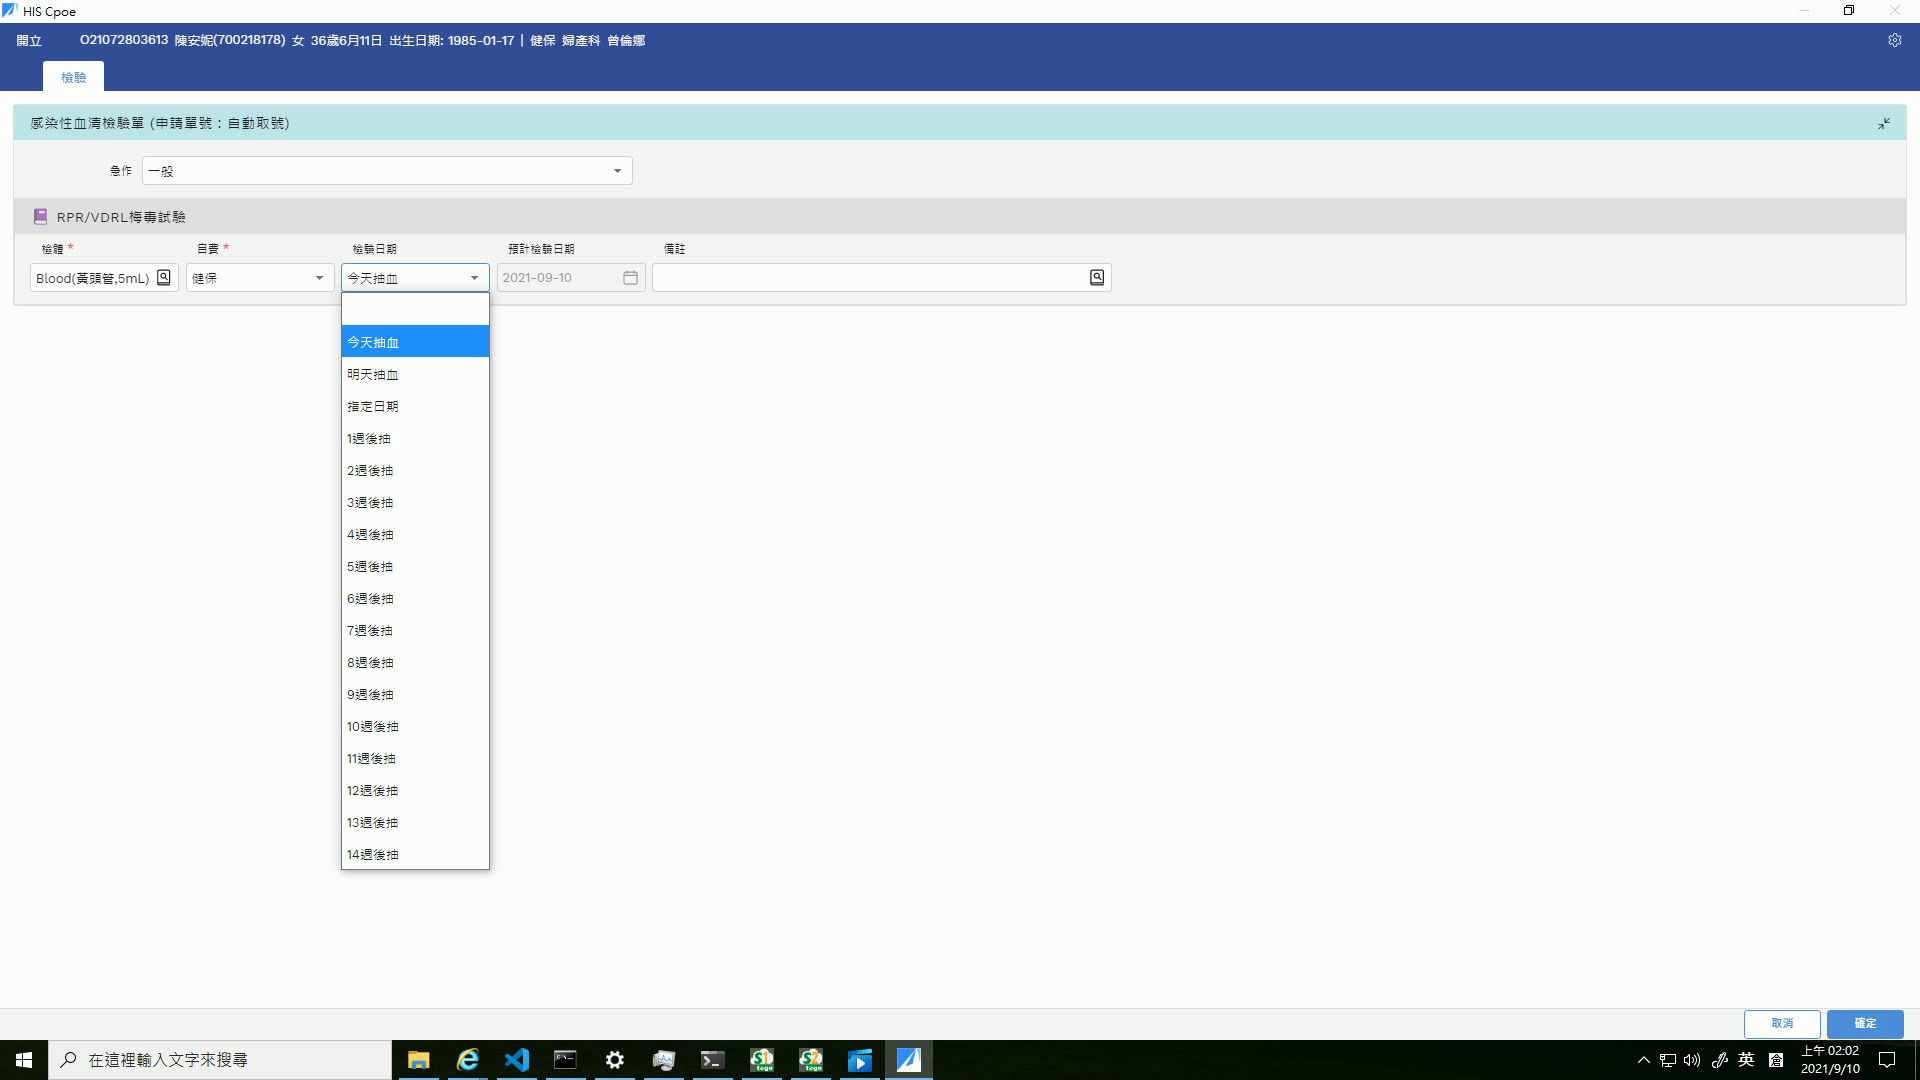 HIS Cpoe
開立 O21072803613 陳安妮(700218178) 女 36歲6月11日 出生日期: 1985-01-17 | 健保 婦產科 曾倫娜
檢驗
感染性血清檢驗單 (申請單號：自動取號)
急作 一般
RPR/VDRL梅毒試驗
檢體 * 自費 * 檢驗日期 預計檢驗日期 備註
Blood(黃頭管,5mL) 健保 今天抽血 2021-09-10
今天抽血
明天抽血
指定日期
1週後抽
2週後抽
3週後抽
4週後抽
5週後抽
6週後抽
7週後抽
8週後抽
9週後抽
10週後抽
11週後抽
12週後抽
13週後抽
14週後抽
取消 確定
在這裡輸入文字來搜尋
S1
togo
S2
togo
英
上午 02:02
2021/9/10